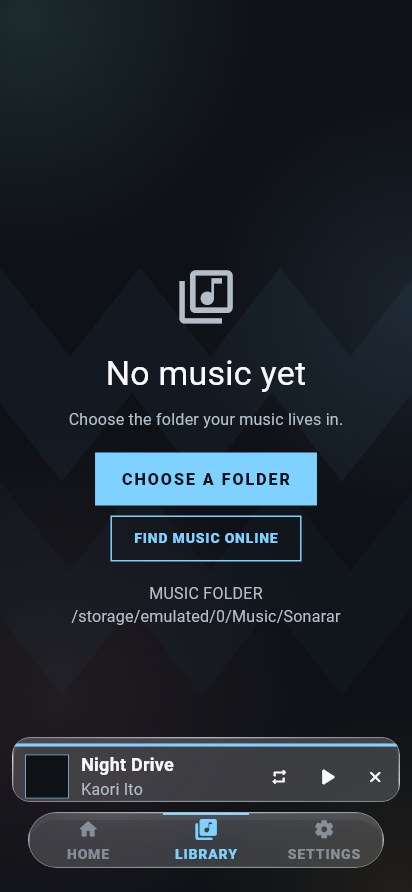 No music yet
Choose the folder your music lives in.
CHOOSE A FOLDER
FIND MUSIC ONLINE
MUSIC FOLDER
/storage/emulated/0/Music/Sonarar
Night Drive
Kaori Ito
HOME
LIBRARY
SETTINGS